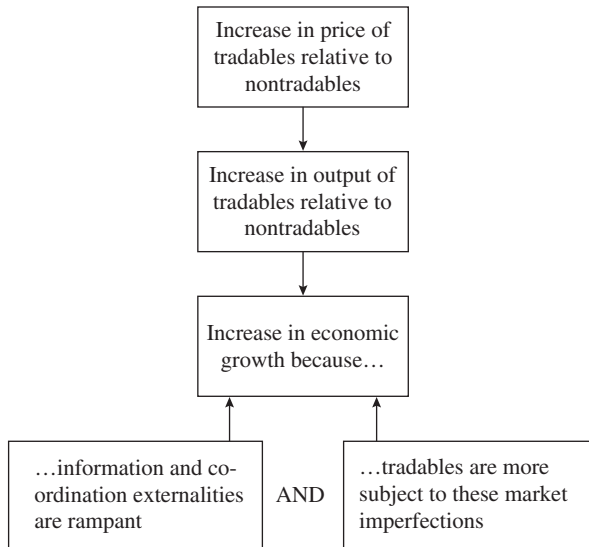 Increase in price of
tradables relative to
nontradables
Increase in output of
tradables relative to
nontradables
Increase in economic
growth because…
…information and co-
ordination externalities
are rampant
AND
…tradables are more
subject to these market
imperfections